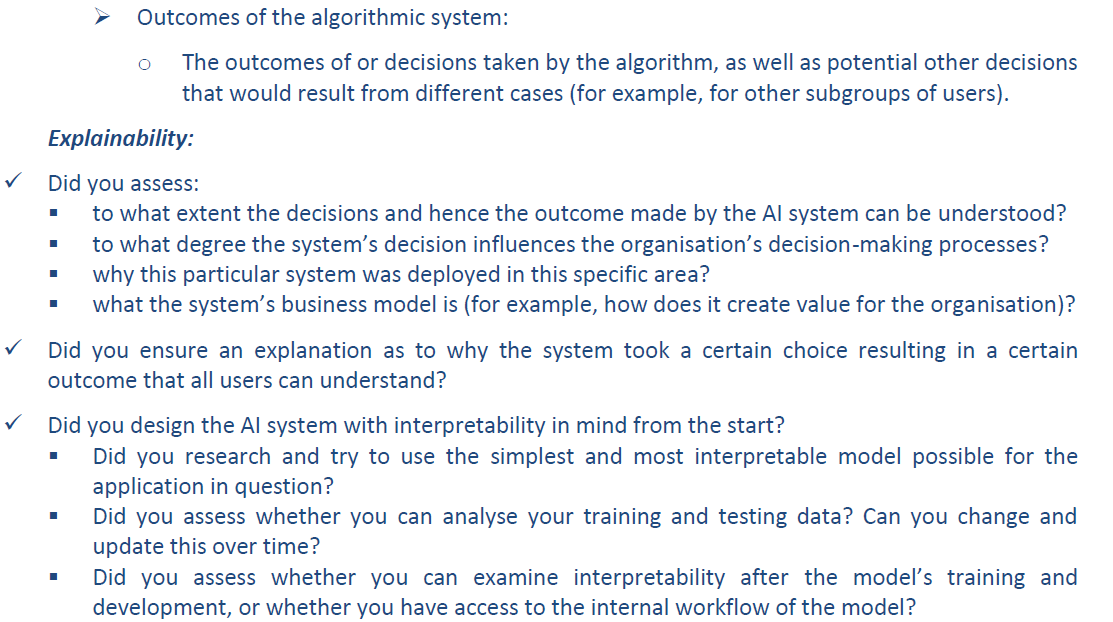 ➢ Outcomes of the algorithmic system:
o The outcomes of or decisions taken by the algorithm, as well as potential other decisions
that would result from different cases (for example, for other subgroups of users).
Explainability:
✓ Did you assess:
▪ to what extent the decisions and hence the outcome made by the AI system can be understood?
▪ to what degree the system’s decision influences the organisation’s decision-making processes?
▪ why this particular system was deployed in this specific area?
▪ what the system’s business model is (for example, how does it create value for the organisation)?
✓ Did you ensure an explanation as to why the system took a certain choice resulting in a certain
outcome that all users can understand?
✓ Did you design the AI system with interpretability in mind from the start?
▪ Did you research and try to use the simplest and most interpretable model possible for the
application in question?
▪ Did you assess whether you can analyse your training and testing data? Can you change and
update this over time?
▪ Did you assess whether you can examine interpretability after the model’s training and
development, or whether you have access to the internal workflow of the model?